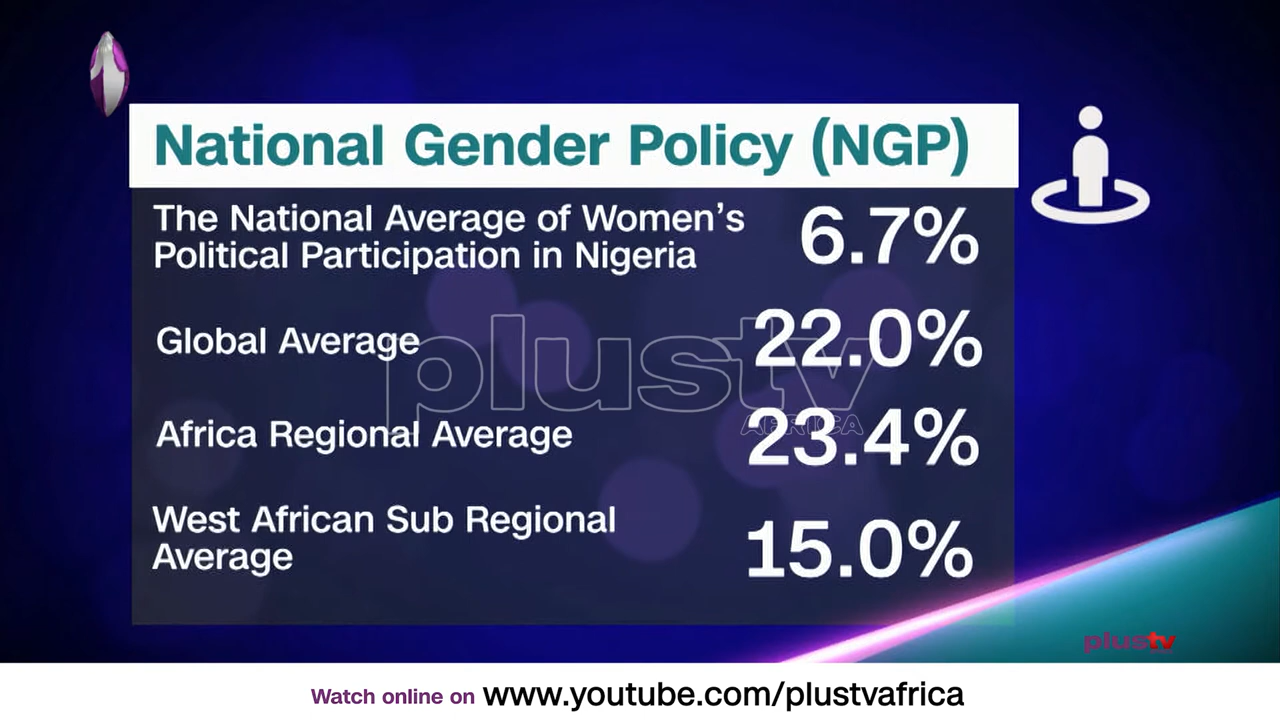 National Gender Policy (NGP)
The National Average of Women's
Political Participation in Nigeria
6.7%
Global Average
22.0%
Africa Regional Average
23.4%
West African Sub Regional
Average
15.0%
plustv
AFRICA
plustv
Watch online on www.youtube.com/plustvafrica